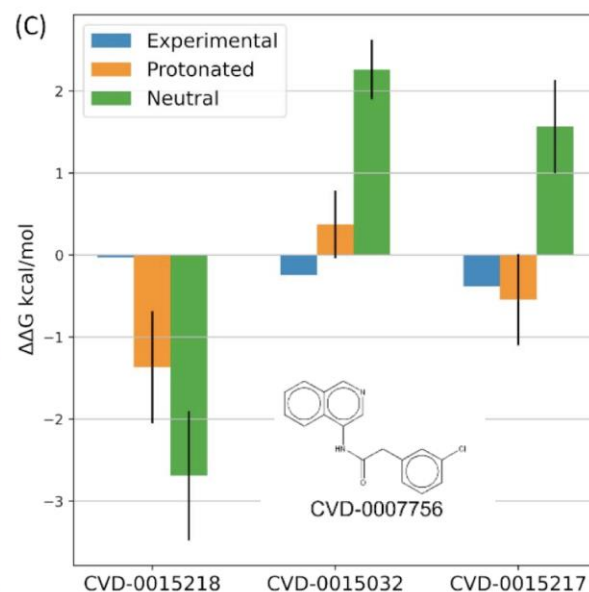 (C)
Experimental
Protonated
Neutral
2
1
0
−1
−2
−3
ΔΔG kcal/mol
N
HN
O
Cl
CVD-0007756
CVD-0015218 CVD-0015032 CVD-0015217